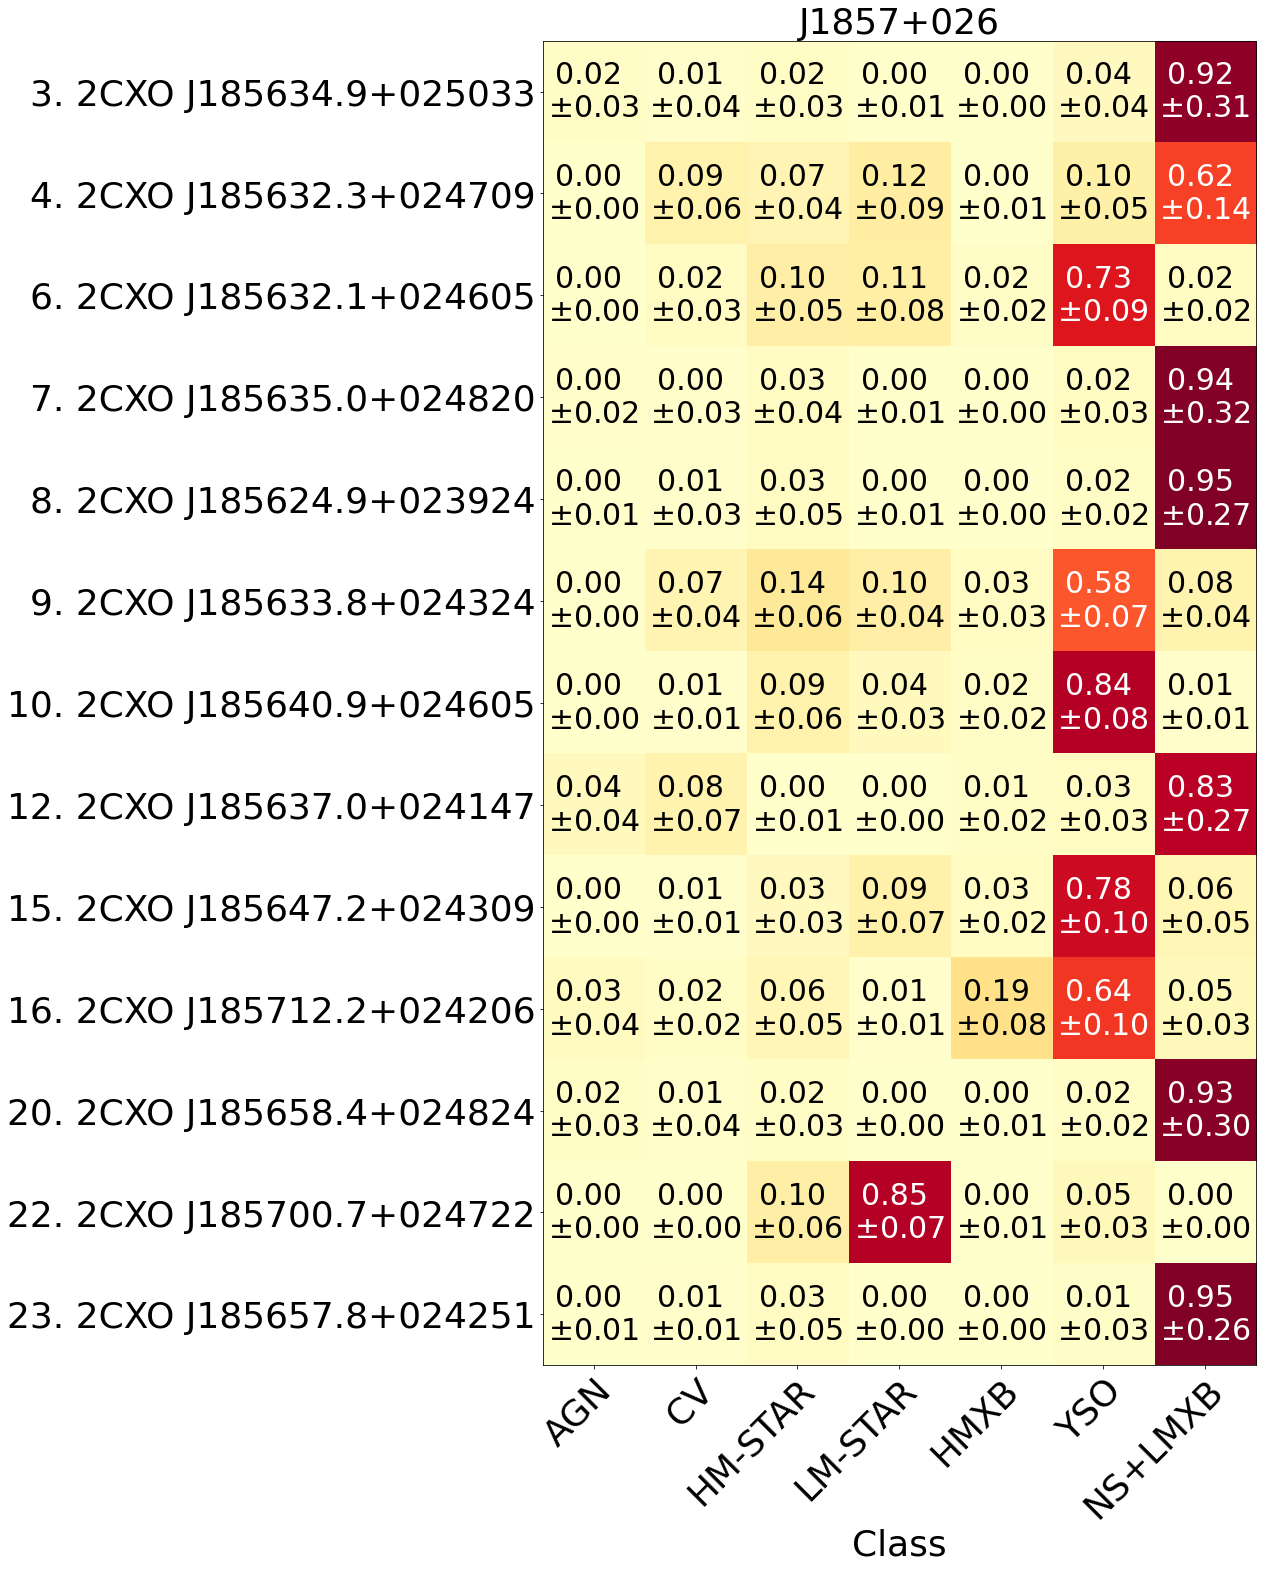 J1857+026
3. 2CXO J185634.9+025033
0.02 0.01 0.02 0.00 0.00 0.04 0.92
±0.03 ±0.04 ±0.03 ±0.01 ±0.00 ±0.04 ±0.31
4. 2CXO J185632.3+024709
0.00 0.09 0.07 0.12 0.00 0.10 0.62
±0.00 ±0.06 ±0.04 ±0.09 ±0.01 ±0.05 ±0.14
6. 2CXO J185632.1+024605
0.00 0.02 0.10 0.11 0.02 0.73 0.02
±0.00 ±0.03 ±0.05 ±0.08 ±0.02 ±0.09 ±0.02
7. 2CXO J185635.0+024820
0.00 0.00 0.03 0.00 0.00 0.02 0.94
±0.02 ±0.03 ±0.04 ±0.01 ±0.00 ±0.03 ±0.32
8. 2CXO J185624.9+023924
0.00 0.01 0.03 0.00 0.00 0.02 0.95
±0.01 ±0.03 ±0.05 ±0.01 ±0.00 ±0.02 ±0.27
9. 2CXO J185633.8+024324
0.00 0.07 0.14 0.10 0.03 0.58 0.08
±0.00 ±0.04 ±0.06 ±0.04 ±0.03 ±0.07 ±0.04
10. 2CXO J185640.9+024605
0.00 0.01 0.09 0.04 0.02 0.84 0.01
±0.00 ±0.01 ±0.06 ±0.03 ±0.02 ±0.08 ±0.01
12. 2CXO J185637.0+024147
0.04 0.08 0.00 0.00 0.01 0.03 0.83
±0.04 ±0.07 ±0.01 ±0.00 ±0.02 ±0.03 ±0.27
15. 2CXO J185647.2+024309
0.00 0.01 0.03 0.09 0.03 0.78 0.06
±0.00 ±0.01 ±0.03 ±0.07 ±0.02 ±0.10 ±0.05
16. 2CXO J185712.2+024206
0.03 0.02 0.06 0.01 0.19 0.64 0.05
±0.04 ±0.02 ±0.05 ±0.01 ±0.08 ±0.10 ±0.03
20. 2CXO J185658.4+024824
0.02 0.01 0.02 0.00 0.00 0.02 0.93
±0.03 ±0.04 ±0.03 ±0.00 ±0.01 ±0.02 ±0.30
22. 2CXO J185700.7+024722
0.00 0.00 0.10 0.85 0.00 0.05 0.00
±0.00 ±0.00 ±0.06 ±0.07 ±0.01 ±0.03 ±0.00
23. 2CXO J185657.8+024251
0.00 0.01 0.03 0.00 0.00 0.01 0.95
±0.01 ±0.01 ±0.05 ±0.00 ±0.00 ±0.03 ±0.26
AGN CV HM-STAR LM-STAR HMXB YSO NS+LMXB
Class